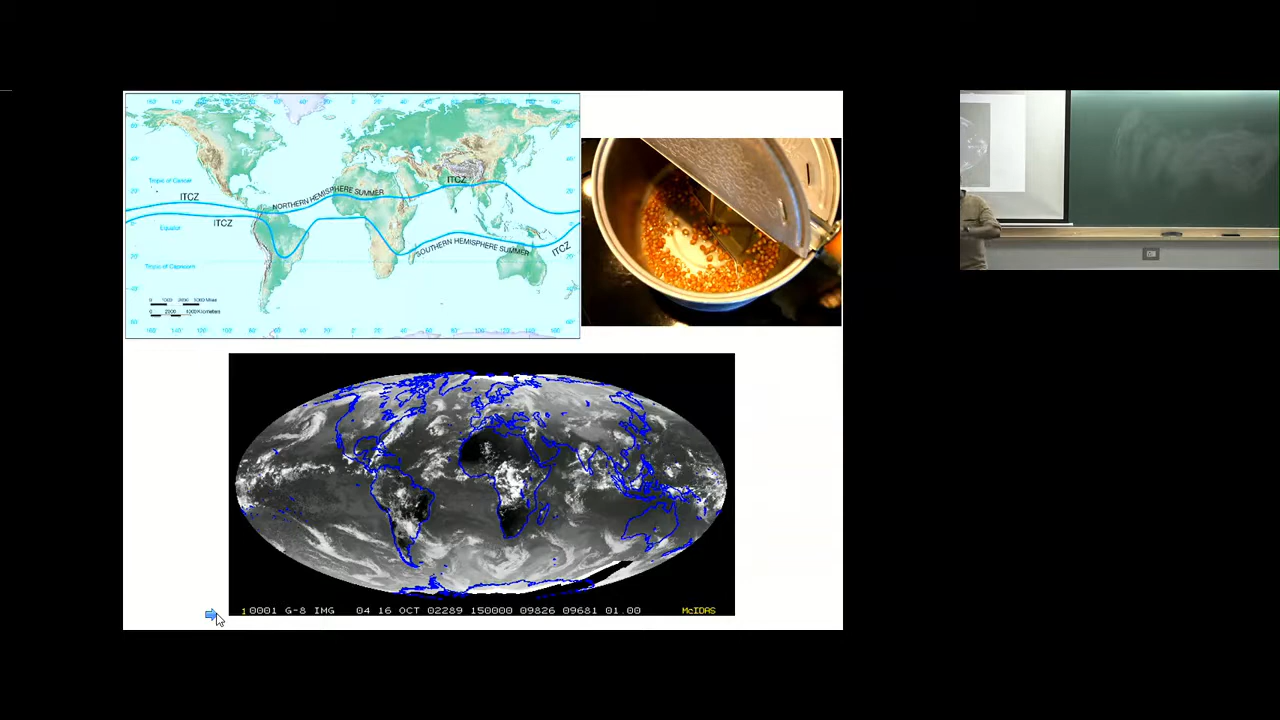 ITCZ
NORTHERN HEMISPHERE SUMMER
ITCZ
Tropic of Cancer
ITCZ
Equator
SOUTHERN HEMISPHERE SUMMER
ITCZ
Tropic of Capricorn
1 0001 G-8 IMG 04 16 OCT 02289 150000 09826 09681 01.00 McIDAS